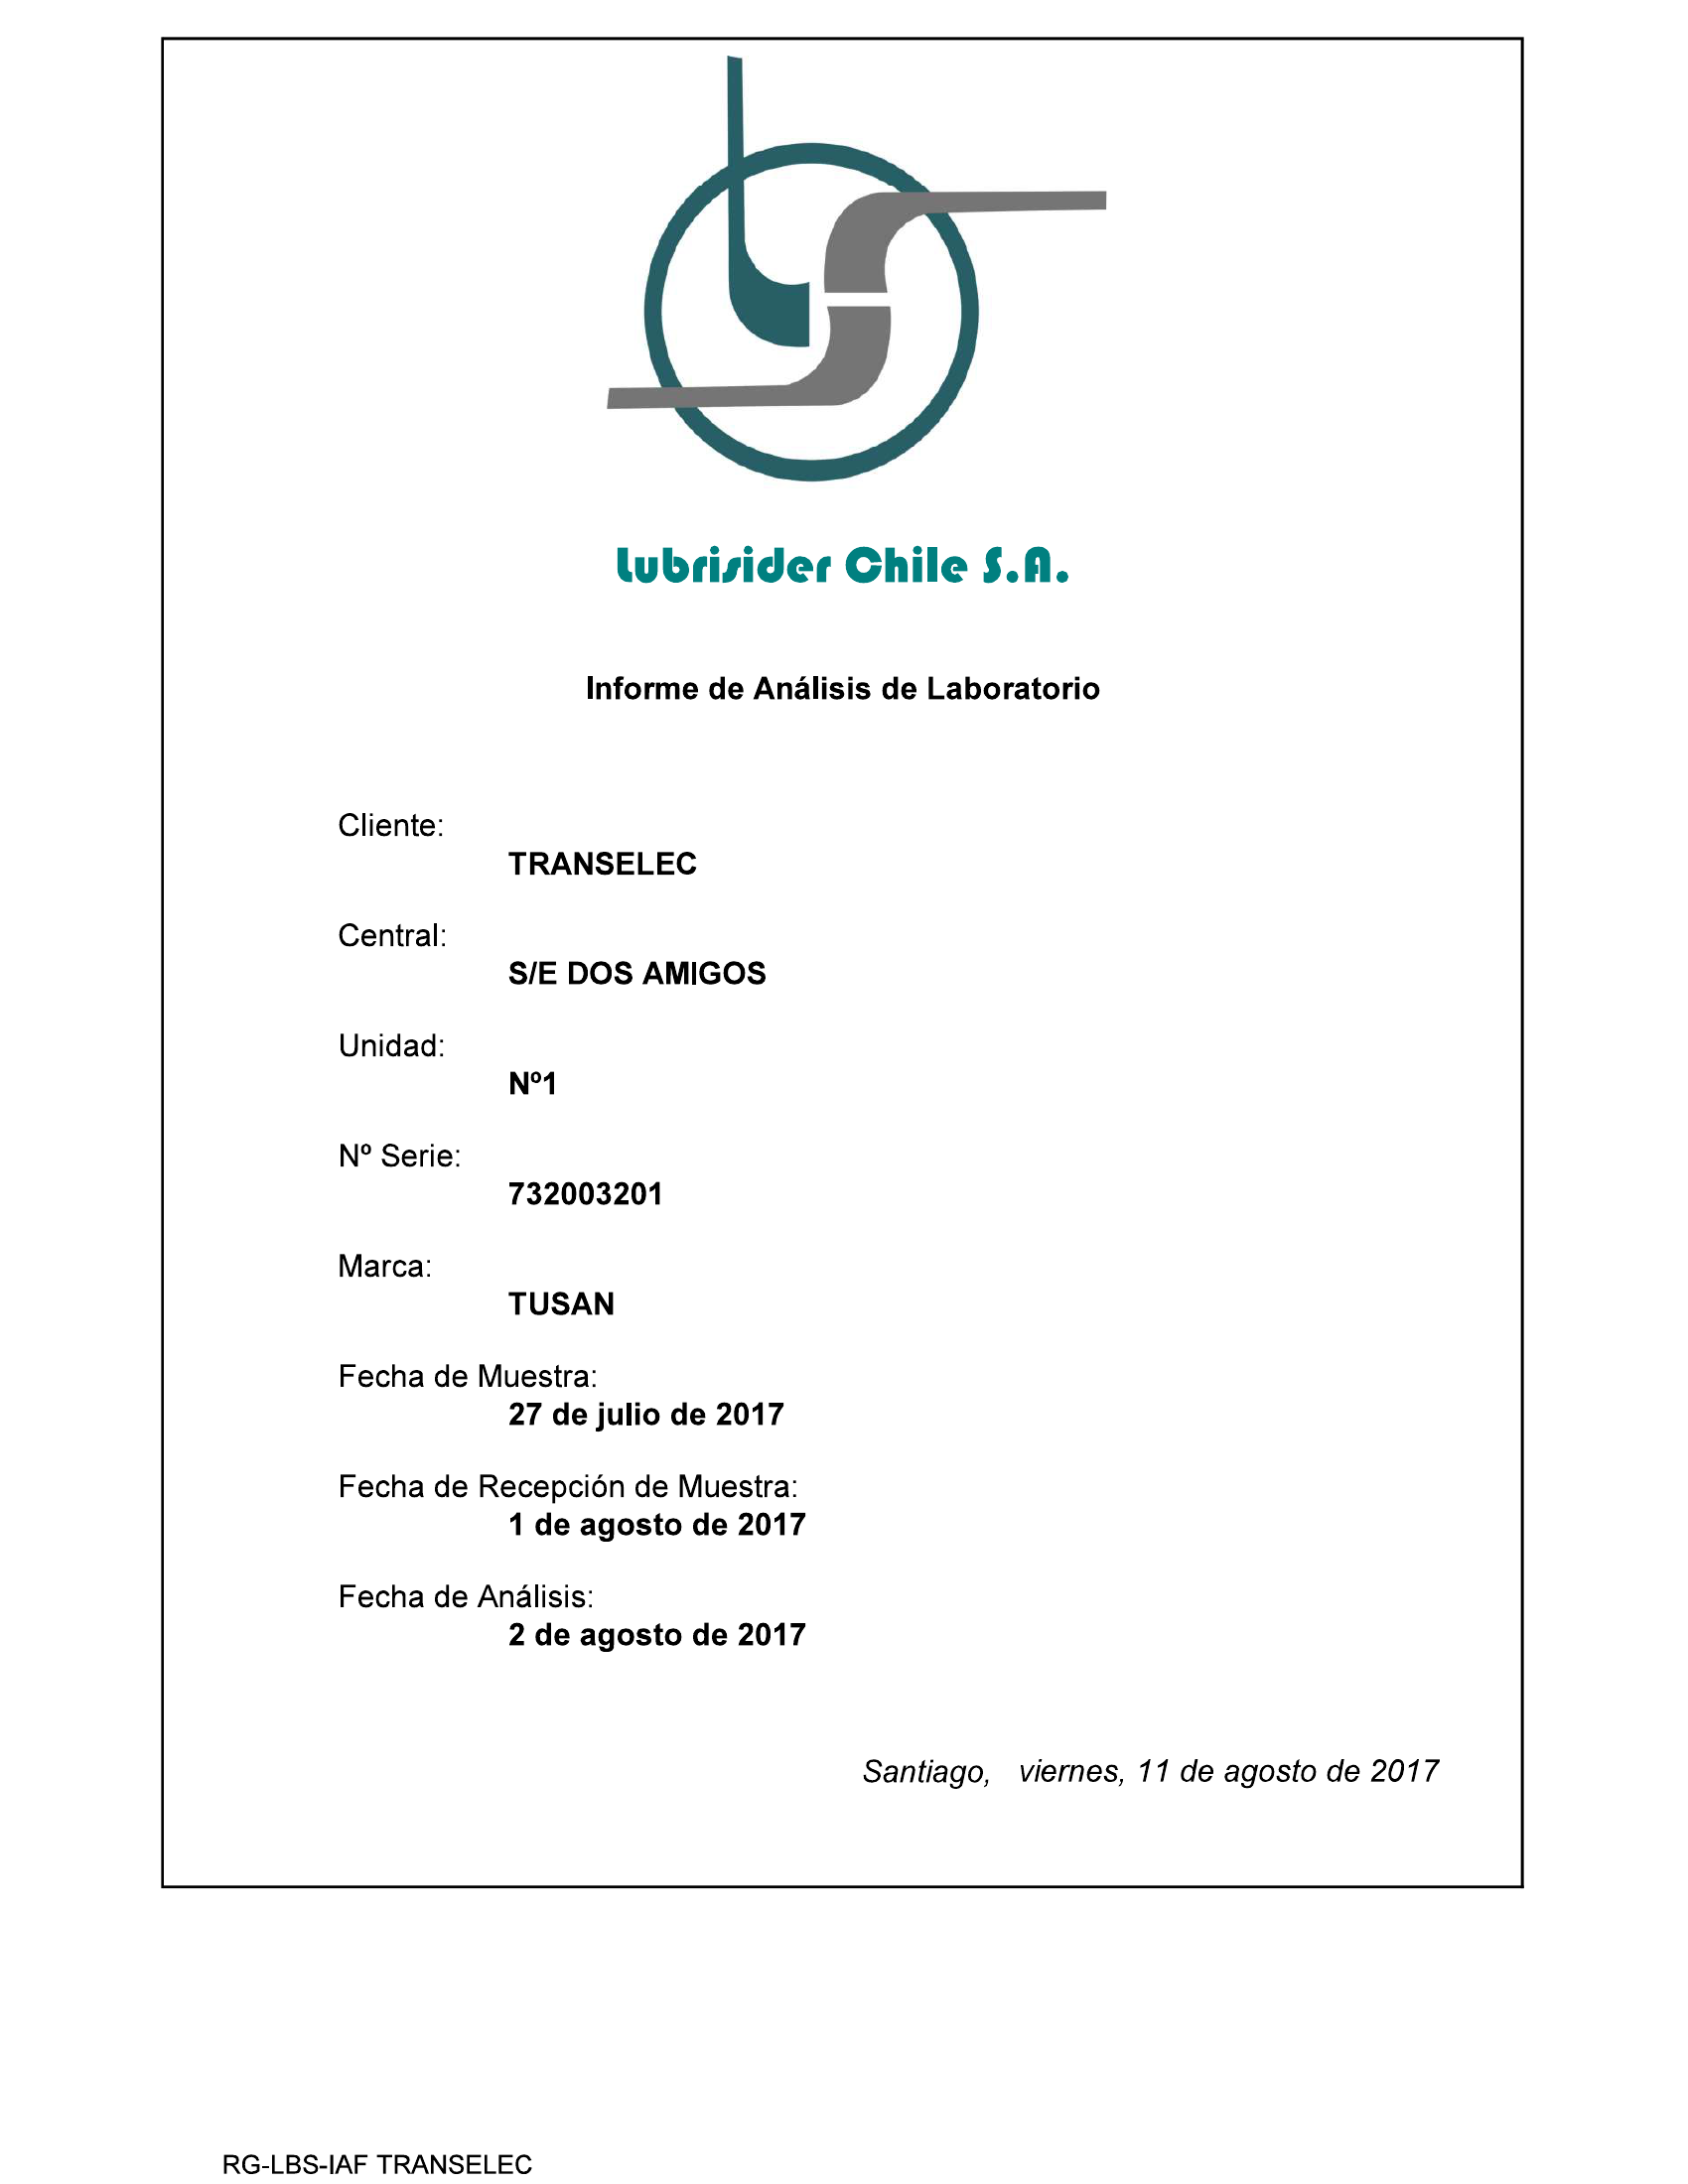 Lubrisider Chile S.A.
Informe de Análisis de Laboratorio
Cliente:
TRANSELEC
Central:
S/E DOS AMIGOS
Unidad:
Nº1
Nº Serie:
732003201
Marca:
TUSAN
Fecha de Muestra:
27 de julio de 2017
Fecha de Recepción de Muestra:
1 de agosto de 2017
Fecha de Análisis:
2 de agosto de 2017
Santiago, viernes, 11 de agosto de 2017
RG-LBS-IAF TRANSELEC